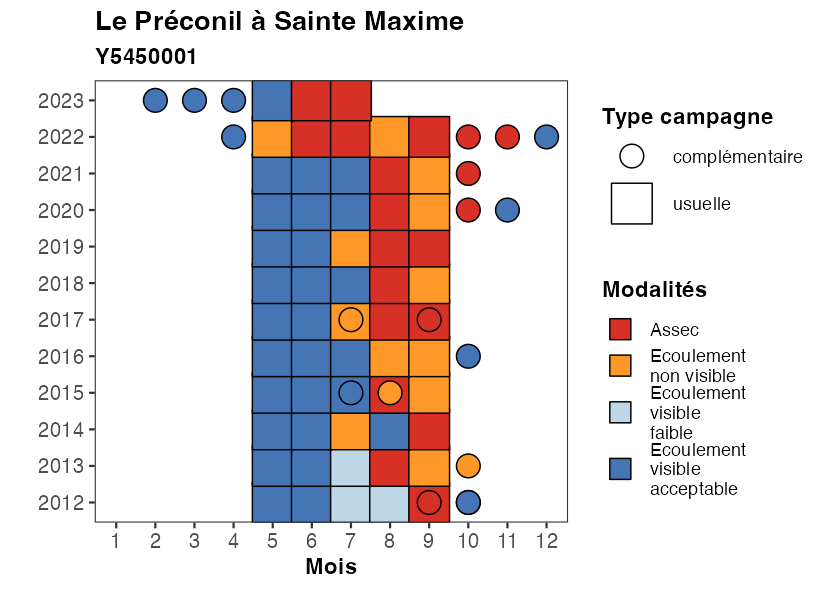 Le Préconil à Sainte Maxime
Y5450001
2023
2022
2021
2020
2019
2018
2017
2016
2015
2014
2013
2012
1 2 3 4 5 6 7 8 9 10 11 12
Mois
Type campagne
complémentaire
usuelle
Modalités
Assec
Ecoulement
non visible
Ecoulement
visible
faible
Ecoulement
visible
acceptable